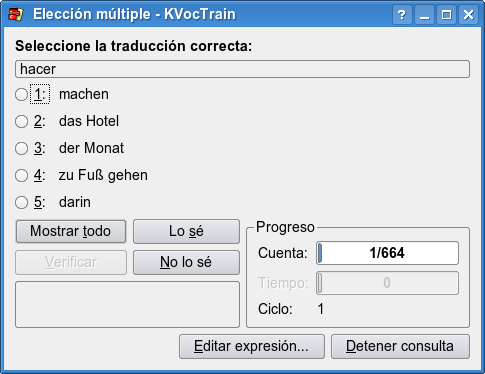 Elección múltiple - KVocTrain
Seleccione la traducción correcta:
hacer
1: machen
2: das Hotel
3: der Monat
4: zu Fuß gehen
5: darin
Mostrar todo
Lo sé
Verificar
No lo sé
Progreso
Cuenta: 1/664
Tiempo: 0
Ciclo: 1
Editar expresión...
Detener consulta